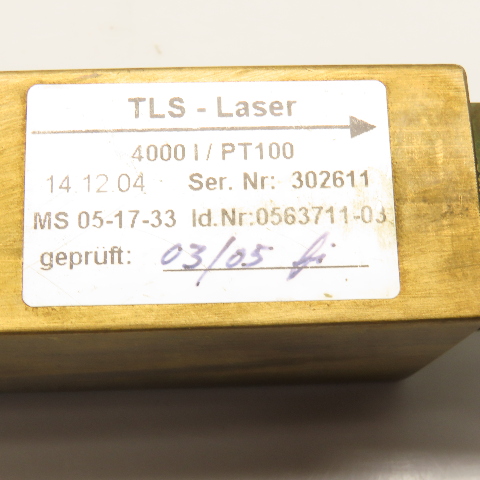 TLS - Laser
4000 l / PT100
14.12.04 Ser. Nr: 302611
MS 05-17-33 Id.Nr:0563711-03
geprüft: 03/05 fi